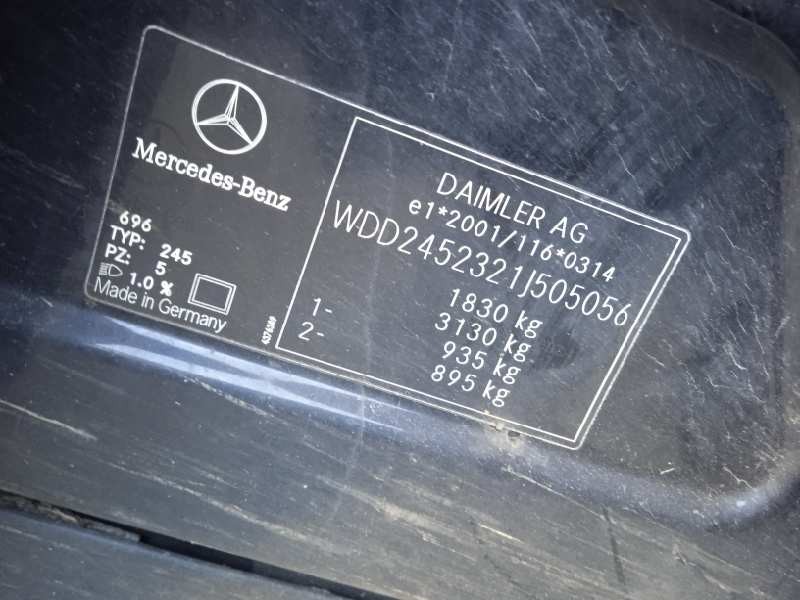 Mercedes-Benz
696
TYP: 245
PZ: 5
1.0 %
Made in Germany
4376589
DAIMLER AG
e1*2001/116*0314
WDD2452321J505056
1830 kg
3130 kg
1- 935 kg
2- 895 kg